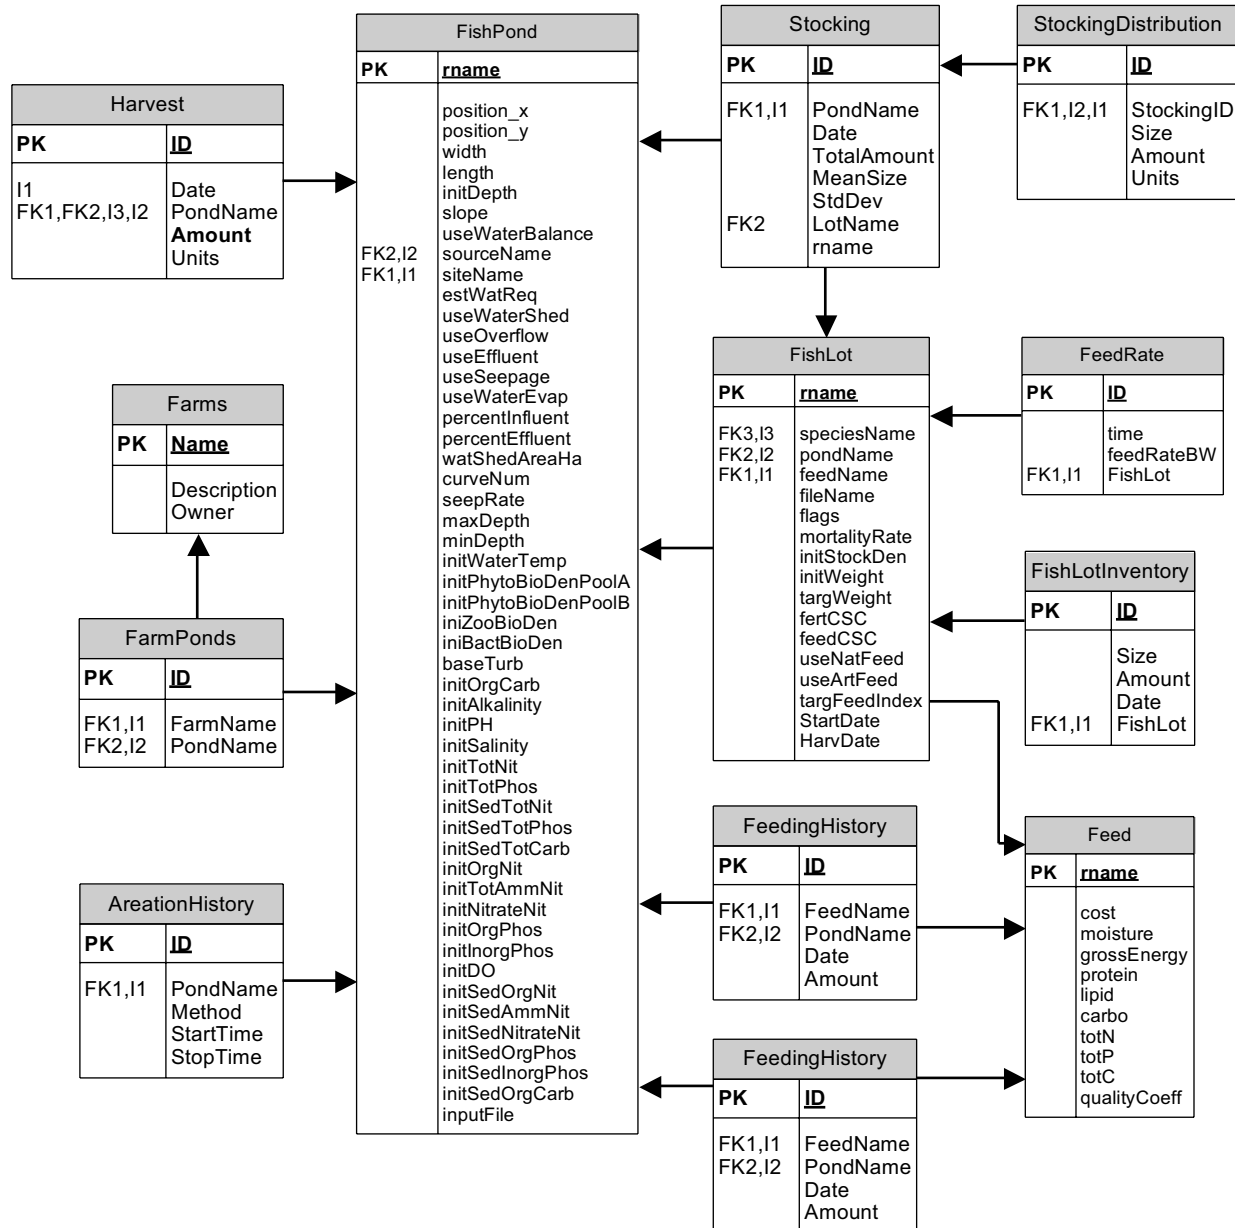 FishPond
PK rname
position_x
position_y
width
length
initDepth
slope
useWaterBalance
FK2,I2 sourceName
FK1,I1 siteName
estWatReq
useWaterShed
useOverflow
useEffluent
useSeepage
useWaterEvap
percentInfluent
percentEffluent
watShedAreaHa
curveNum
seepRate
maxDepth
minDepth
initWaterTemp
initPhytoBioDenPoolA
initPhytoBioDenPoolB
iniZooBioDen
iniBactBioDen
baseTurb
initOrgCarb
initAlkalinity
initPH
initSalinity
initTotNit
initTotPhos
initSedTotNit
initSedTotPhos
initSedTotCarb
initOrgNit
initTotAmmNit
initNitrateNit
initOrgPhos
initInorgPhos
initDO
initSedOrgNit
initSedAmmNit
initSedNitrateNit
initSedOrgPhos
initSedInorgPhos
initSedOrgCarb
inputFile
Harvest
PK ID
I1 Date
FK1,FK2,I3,I2 PondName
Amount
Units
Farms
PK Name
Description
Owner
FarmPonds
PK ID
FK1,I1 FarmName
FK2,I2 PondName
AreationHistory
PK ID
FK1,I1 PondName
Method
StartTime
StopTime
Stocking
PK ID
FK1,I1 PondName
Date
TotalAmount
MeanSize
StdDev
FK2 LotName
rname
StockingDistribution
PK ID
FK1,I2,I1 StockingID
Size
Amount
Units
FishLot
PK rname
FK3,I3 speciesName
FK2,I2 pondName
FK1,I1 feedName
fileName
flags
mortalityRate
initStockDen
initWeight
targWeight
fertCSC
feedCSC
useNatFeed
useArtFeed
targFeedIndex
StartDate
HarvDate
FeedRate
PK ID
time
feedRateBW
FK1,I1 FishLot
FishLotInventory
PK ID
Size
Amount
Date
FK1,I1 FishLot
FeedingHistory
PK ID
FK1,I1 FeedName
FK2,I2 PondName
Date
Amount
Feed
PK rname
cost
moisture
grossEnergy
protein
lipid
carbo
totN
totP
totC
qualityCoeff
FeedingHistory
PK ID
FK1,I1 FeedName
FK2,I2 PondName
Date
Amount